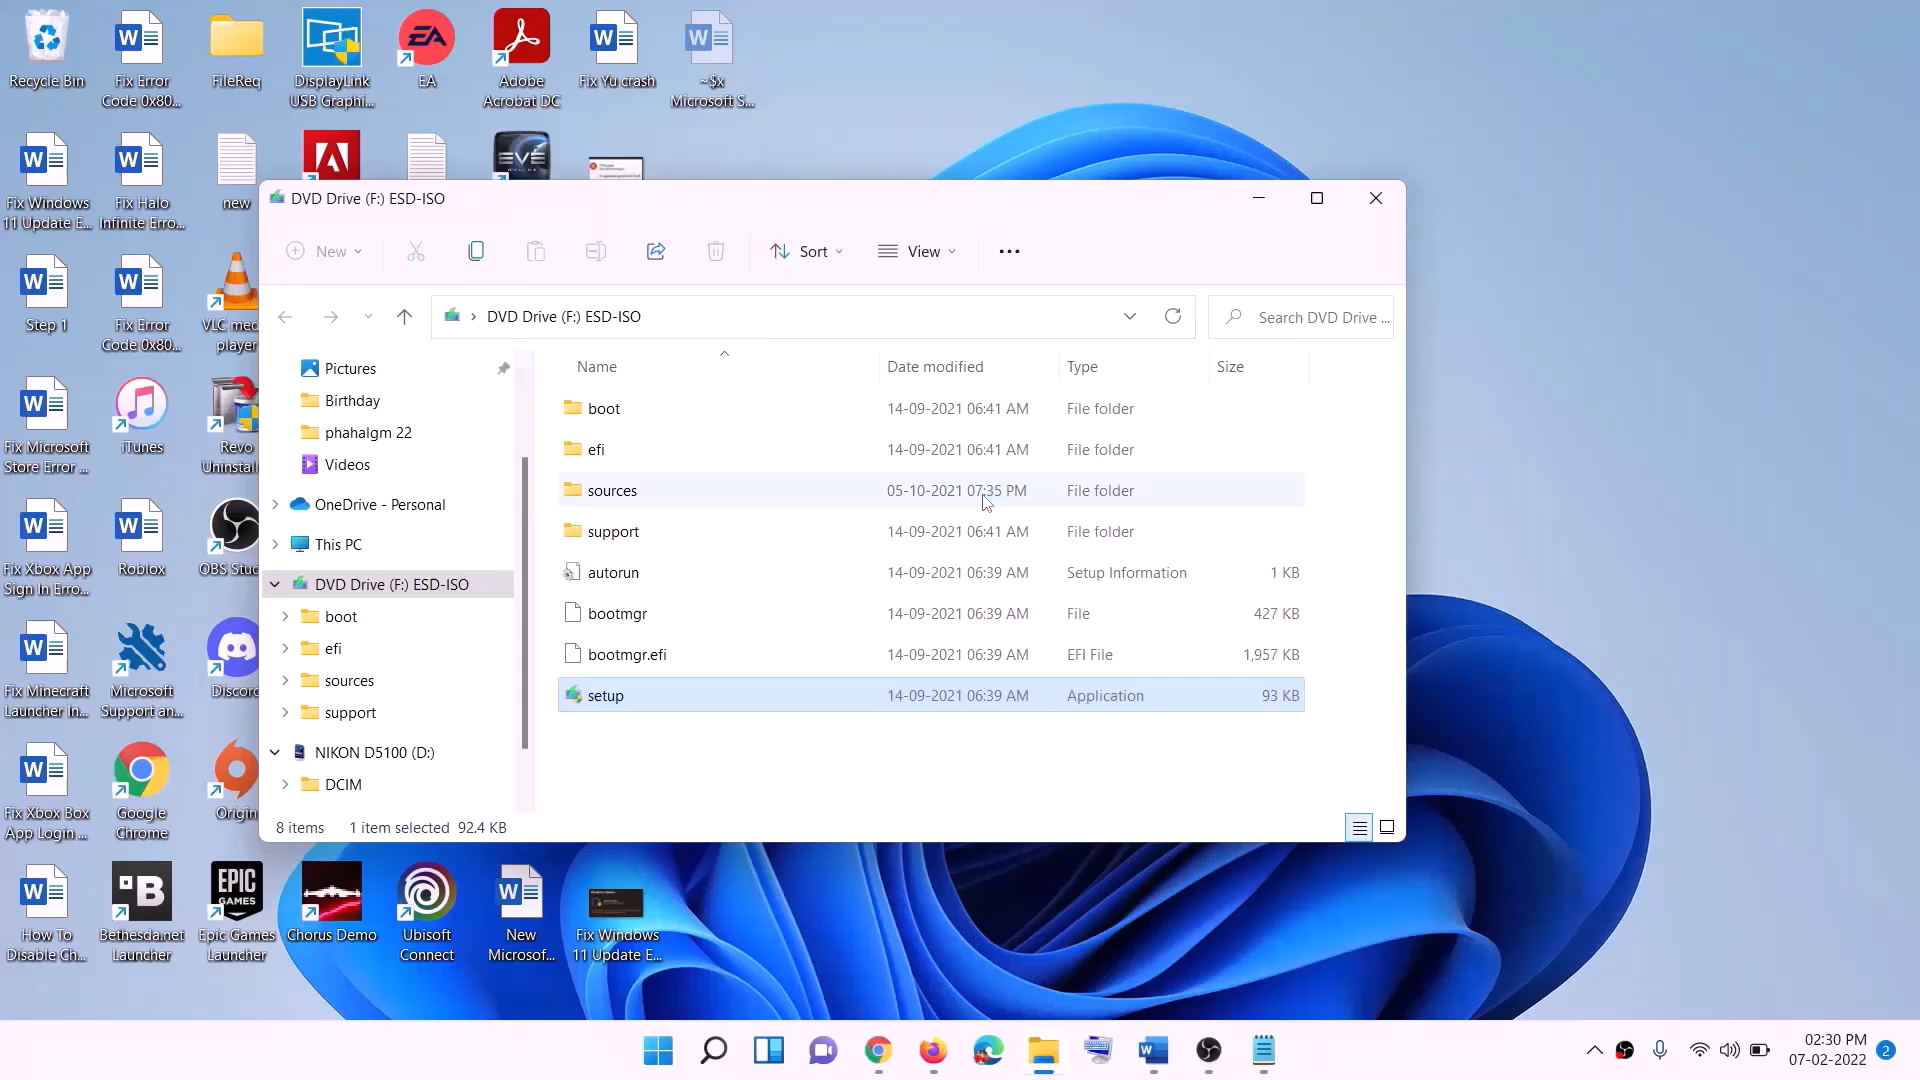 Recycle Bin
Fix Error
Code 0x80...
FileReq
DisplayLink
USB Graphi...
EA
Adobe
Acrobat DC
Fix Yu crash
~$x
Microsoft S...
Fix Windows
11 Update E...
Fix Halo
Infinite Erro...
new
EVE
ONLINE
Step 1
Fix Error
Code 0x80...
VLC med
player
Fix Microsoft
Store Error ...
iTunes
Revo
Uninstall
Fix Xbox App
Sign In Erro...
Roblox
OBS Stud
Fix Minecraft
Launcher In...
Microsoft
Support an...
Discord
Fix Xbox Box
App Login ...
Google
Chrome
Origin
How To
Disable Ch...
Bethesda.net
Launcher
EPIC
GAMES
Epic Games
Launcher
Chorus Demo
Ubisoft
Connect
New
Microsof...
Fix Windows
11 Update E...
DVD Drive (F:) ESD-ISO
New
Sort
View
DVD Drive (F:) ESD-ISO
Search DVD Drive ...
Pictures
Birthday
phahalgm 22
Videos
OneDrive - Personal
This PC
DVD Drive (F:) ESD-ISO
boot
efi
sources
support
NIKON D5100 (D:)
DCIM
Name Date modified Type Size
boot 14-09-2021 06:41 AM File folder
efi 14-09-2021 06:41 AM File folder
sources 05-10-2021 07:35 PM File folder
support 14-09-2021 06:41 AM File folder
autorun 14-09-2021 06:39 AM Setup Information 1 KB
bootmgr 14-09-2021 06:39 AM File 427 KB
bootmgr.efi 14-09-2021 06:39 AM EFI File 1,957 KB
setup 14-09-2021 06:39 AM Application 93 KB
8 items 1 item selected 92.4 KB
02:30 PM
07-02-2022
2